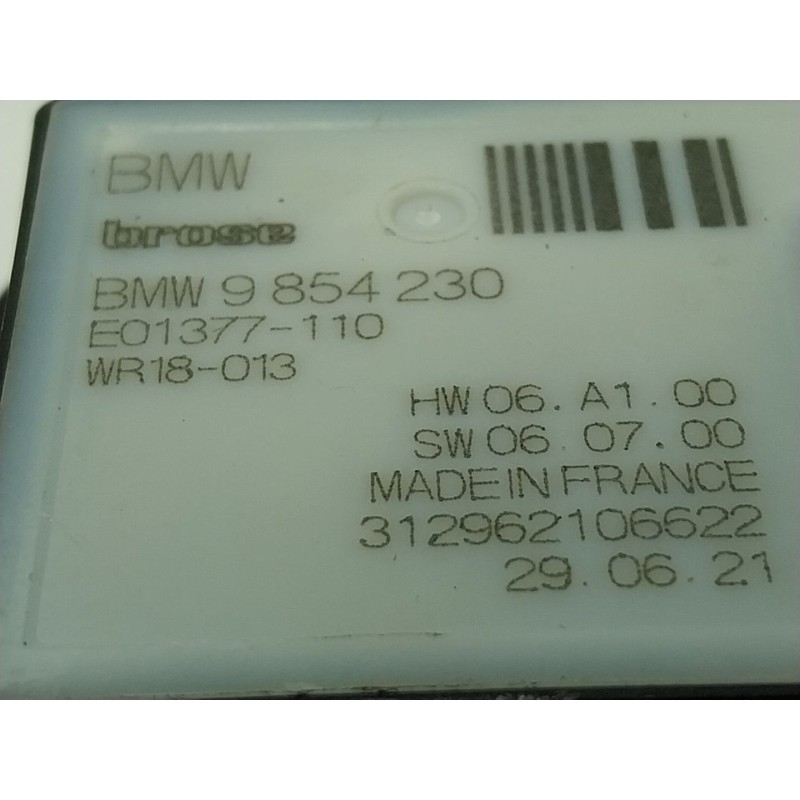 BMW
brose
BMW 9 854 230
E01377-110
WR18-013
HW 06. A1. 00
SW 06. 07. 00
MADE IN FRANCE
312962106622
29. 06. 21